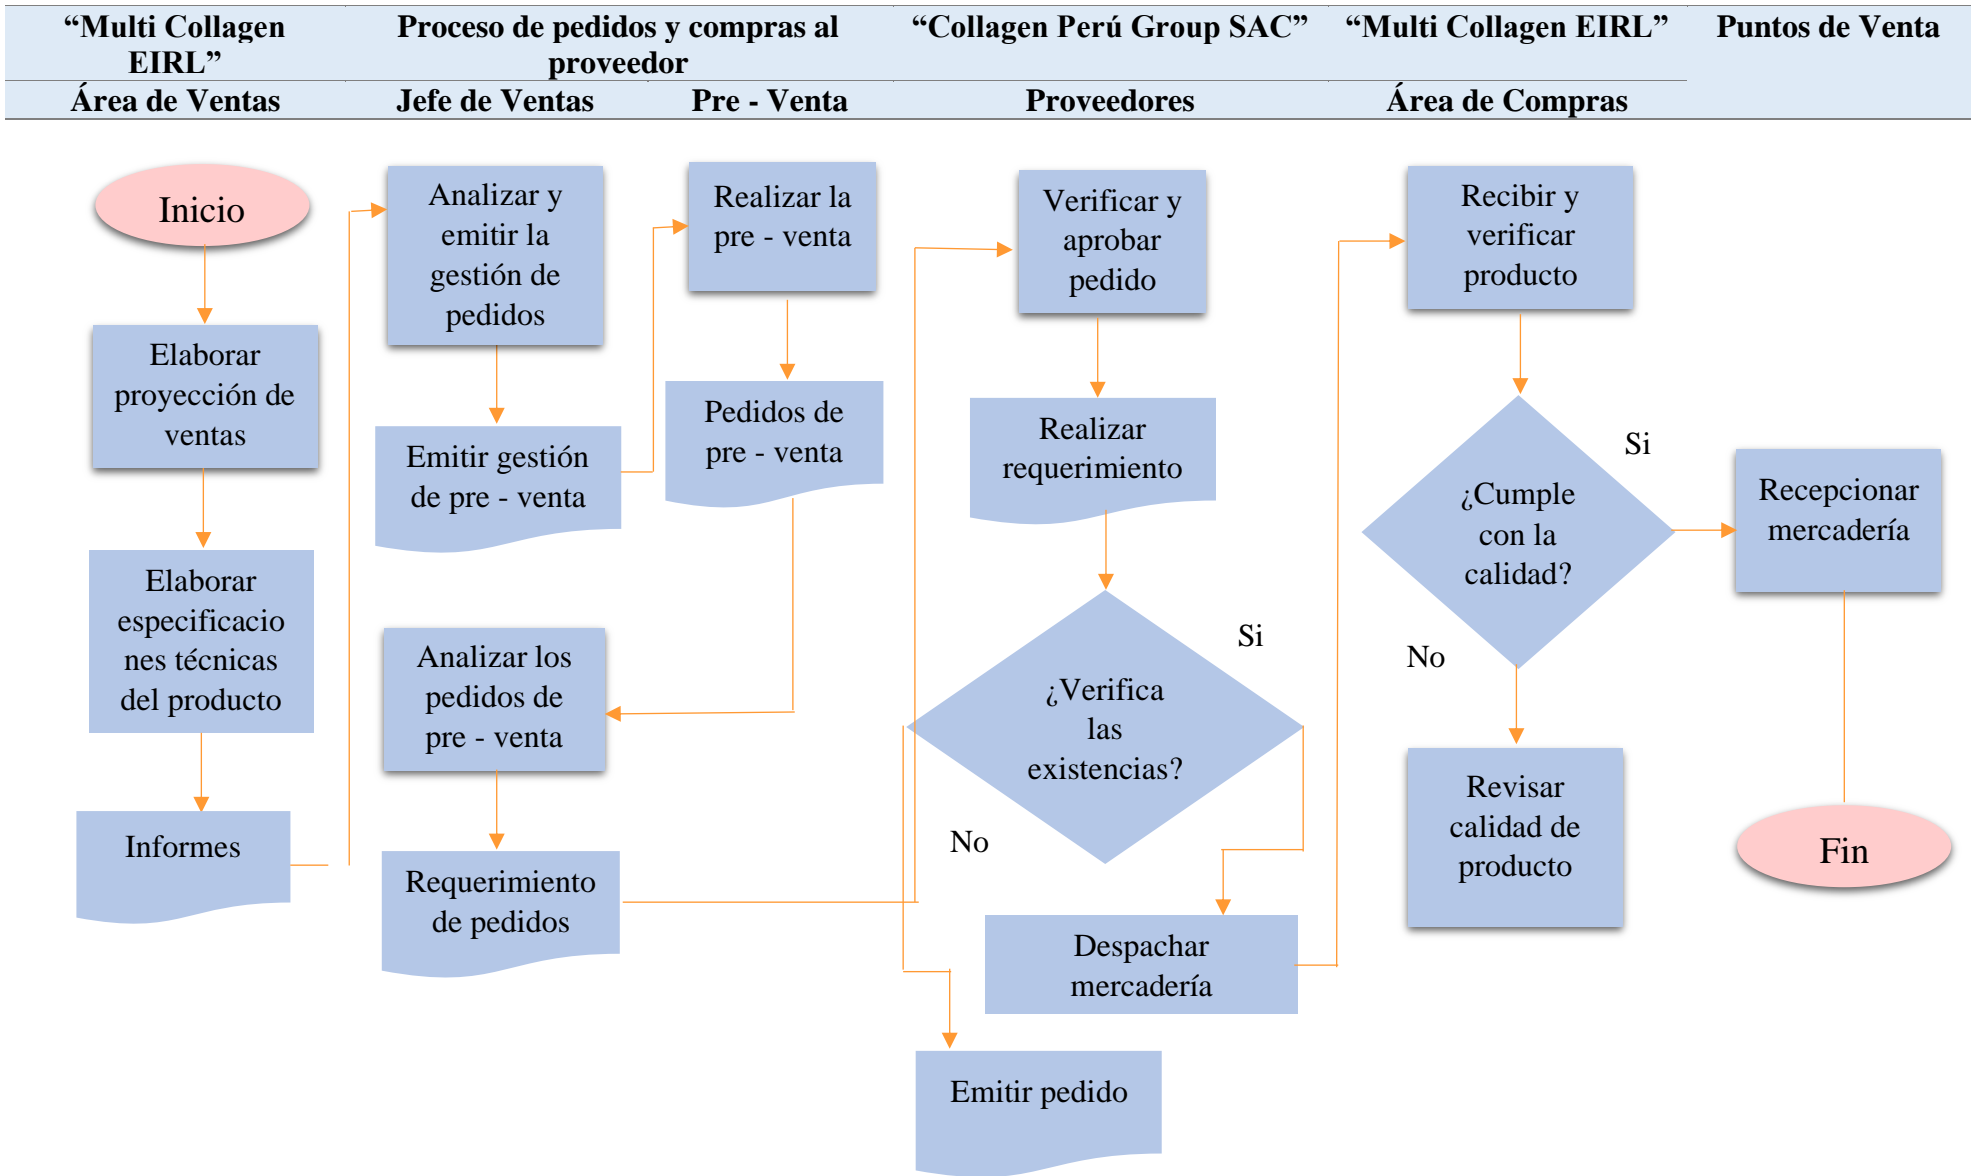 “Multi Collagen
EIRL”
Proceso de pedidos y compras al
proveedor
“Collagen Perú Group SAC”
“Multi Collagen EIRL”
Puntos de Venta
Área de Ventas
Jefe de Ventas
Pre - Venta
Proveedores
Área de Compras
Inicio
Elaborar
proyección de
ventas
Elaborar
especificacio
nes técnicas
del producto
Informes
Analizar y
emitir la
gestión de
pedidos
Emitir gestión
de pre - venta
Analizar los
pedidos de
pre - venta
Requerimiento
de pedidos
Realizar la
pre - venta
Pedidos de
pre - venta
Verificar y
aprobar
pedido
Realizar
requerimiento
Si
¿Verifica
las
existencias?
No
Despachar
mercadería
Emitir pedido
Recibir y
verificar
producto
Si
¿Cumple
con la
calidad?
No
Revisar
calidad de
producto
Recepcionar
mercadería
Fin